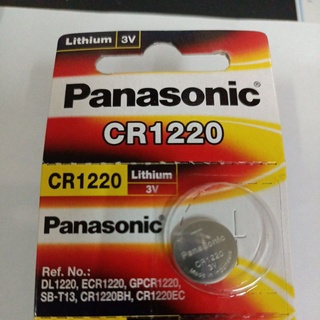 Lithium 3V
Panasonic
CR1220
CR1220 Lithium 3V
Panasonic
Ref. No.:
DL1220, ECR1220, GPCR1220,
SB-T13, CR1220BH, CR1220EC
Panasonic
CR1220
3V